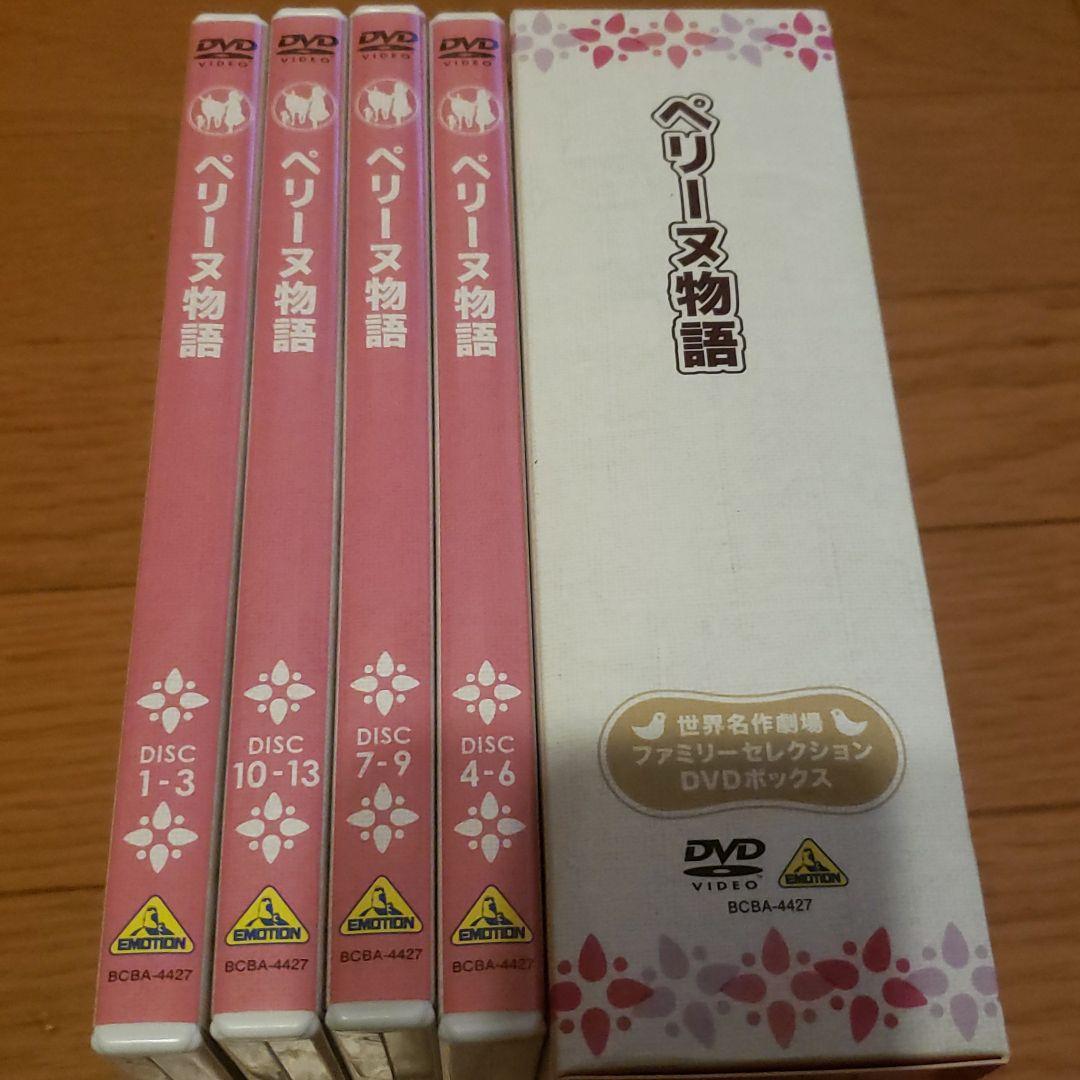 DVD
VIDEO
ペリーヌ物語
DISC
1-3
EMOTION
BCBA-4427
DVD
VIDEO
ペリーヌ物語
DISC
10-13
EMOTION
BCBA-4427
DVD
VIDEO
ペリーヌ物語
DISC
7-9
EMOTION
BCBA-4427
DVD
VIDEO
ペリーヌ物語
DISC
4-6
EMOTION
BCBA-4427
ペリーヌ物語
世界名作劇場
ファミリーセレクション
DVDボックス
DVD
VIDEO
EMOTION
BCBA-4427